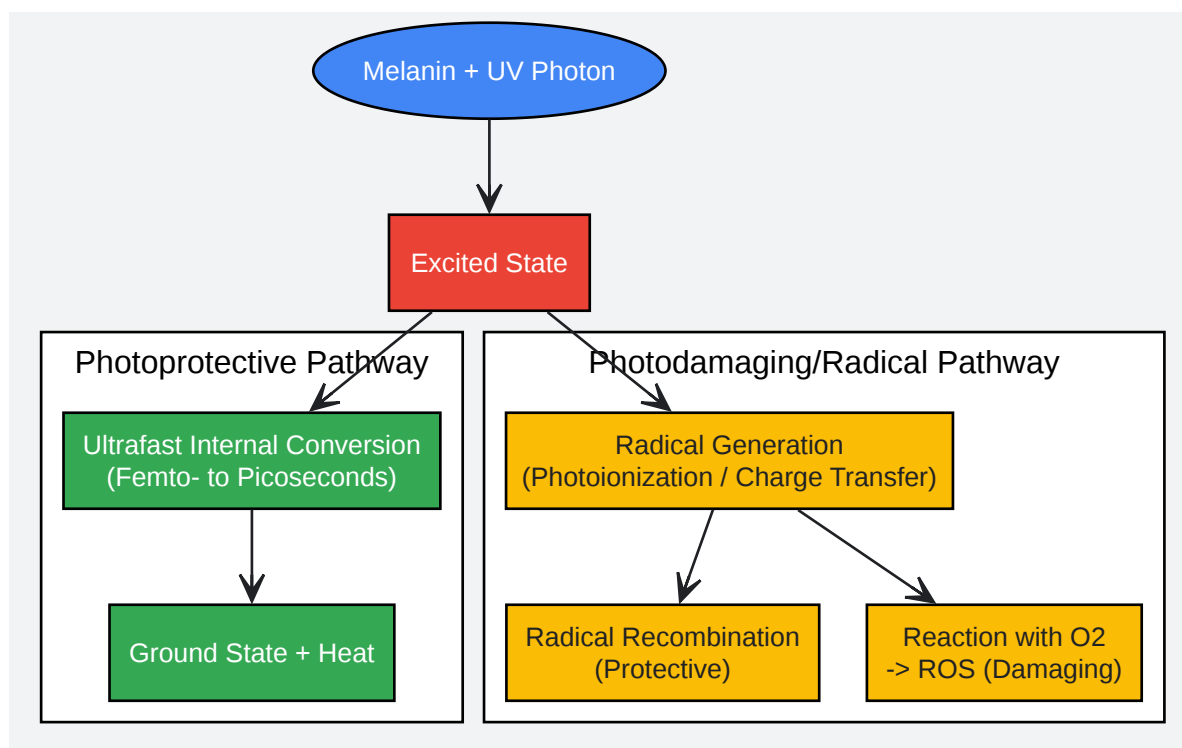 Melanin + UV Photon
Excited State
Photoprotective Pathway
Ultrafast Internal Conversion
(Femto- to Picoseconds)
Ground State + Heat
Photodamaging/Radical Pathway
Radical Generation
(Photoionization / Charge Transfer)
Radical Recombination
(Protective)
Reaction with O2
-> ROS (Damaging)